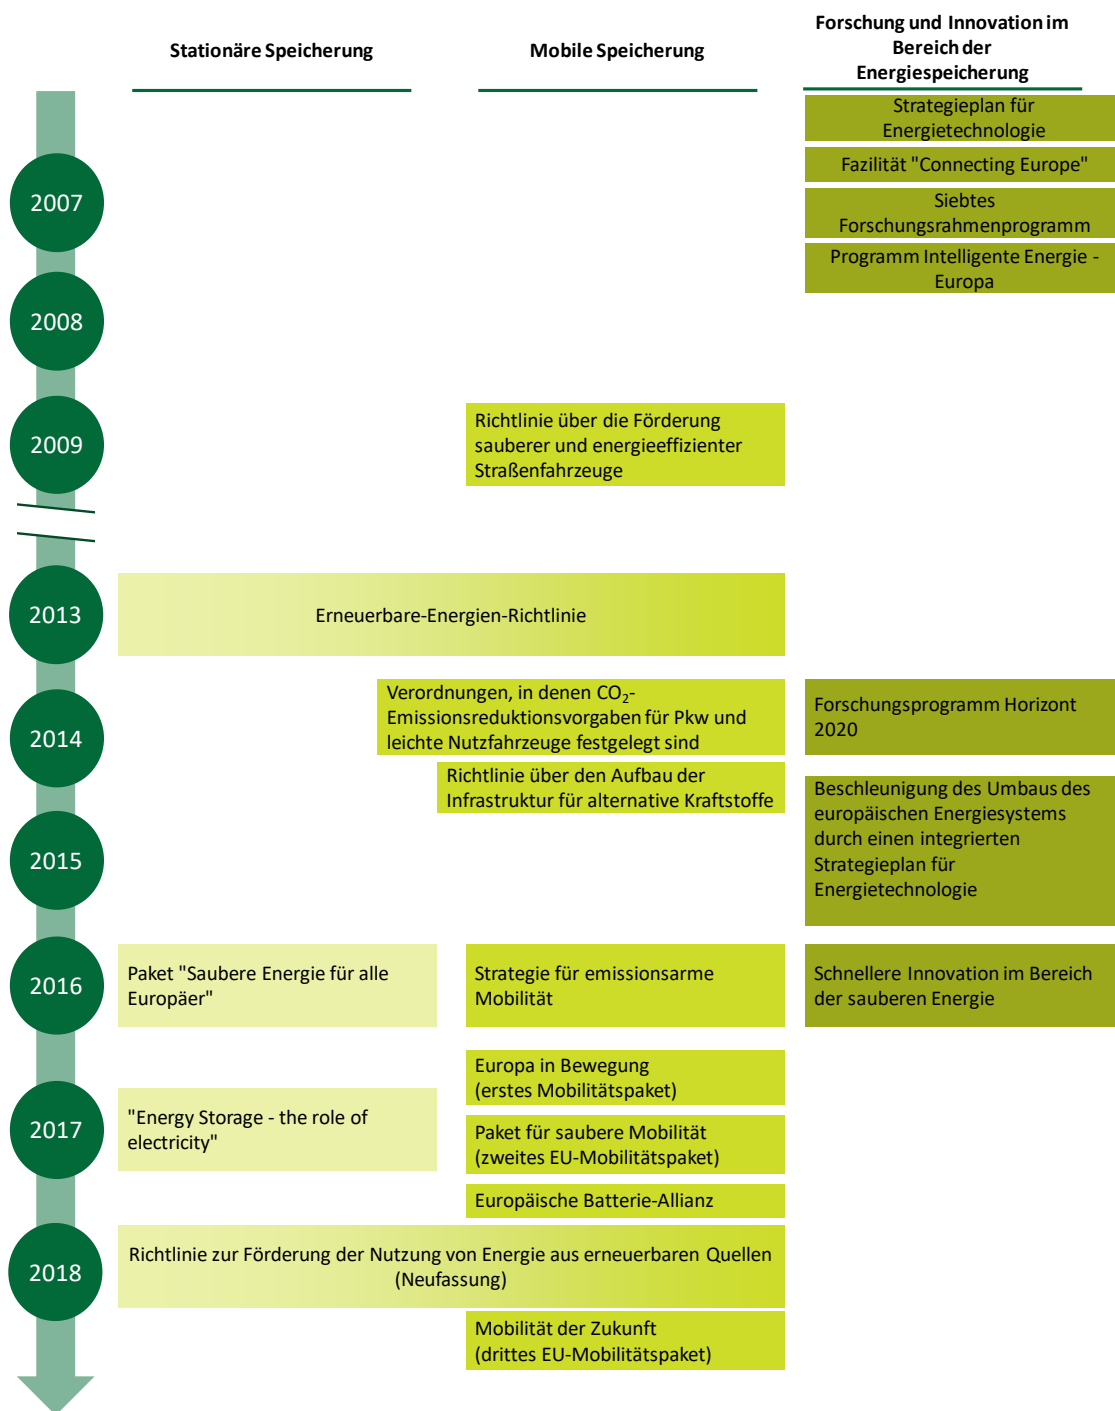 Stationäre Speicherung
Mobile Speicherung
Forschung und Innovation im
Bereich der
Energiespeicherung
2007
Strategieplan für
Energietechnologie
Fazilität "Connecting Europe"
Siebtes
Forschungsrahmenprogramm
Programm Intelligente Energie -
Europa
2008
2009
Richtlinie über die Förderung
sauberer und energieeffizienter
Straßenfahrzeuge
2013
Erneuerbare-Energien-Richtlinie
2014
Verordnungen, in denen CO₂-
Emissionsreduktionsvorgaben für Pkw und
leichte Nutzfahrzeuge festgelegt sind
Richtlinie über den Aufbau der
Infrastruktur für alternative Kraftstoffe
Forschungsprogramm Horizont
2020
2015
Beschleunigung des Umbaus des
europäischen Energiesystems
durch einen integrierten
Strategieplan für
Energietechnologie
2016
Paket "Saubere Energie für alle
Europäer"
Strategie für emissionsarme
Mobilität
Schnellere Innovation im Bereich
der sauberen Energie
2017
"Energy Storage - the role of
electricity"
Europa in Bewegung
(erstes Mobilitätspaket)
Paket für saubere Mobilität
(zweites EU-Mobilitätspaket)
Europäische Batterie-Allianz
2018
Richtlinie zur Förderung der Nutzung von Energie aus erneuerbaren Quellen
(Neufassung)
Mobilität der Zukunft
(drittes EU-Mobilitätspaket)